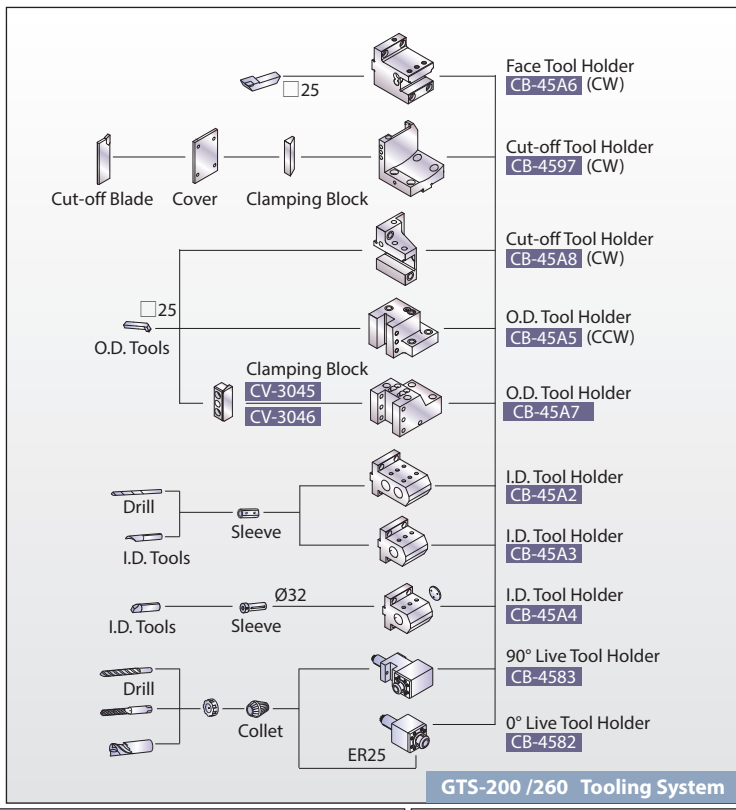 □25
Face Tool Holder
CB-45A6 (CW)
Cut-off Blade
Cover
Clamping Block
Cut-off Tool Holder
CB-4597 (CW)
Cut-off Tool Holder
CB-45A8 (CW)
□25
O.D. Tools
O.D. Tool Holder
CB-45A5 (CCW)
Clamping Block
CV-3045
CV-3046
O.D. Tool Holder
CB-45A7
Drill
I.D. Tools
Sleeve
I.D. Tool Holder
CB-45A2
I.D. Tool Holder
CB-45A3
I.D. Tools
Ø32
Sleeve
I.D. Tool Holder
CB-45A4
Drill
Collet
90° Live Tool Holder
CB-4583
ER25
0° Live Tool Holder
CB-4582
GTS-200 /260 Tooling System